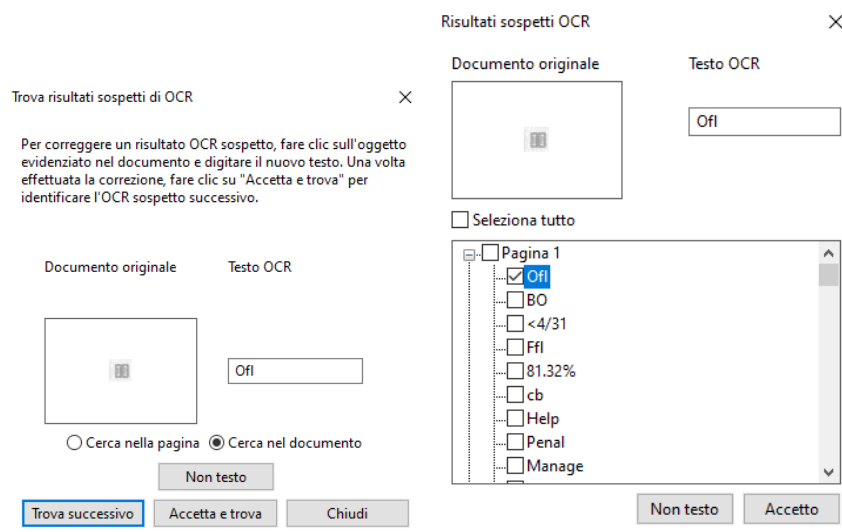 Trova risultati sospetti di OCR
Per correggere un risultato OCR sospetto, fare clic sull'oggetto
evidenziato nel documento e digitare il nuovo testo. Una volta
effettuata la correzione, fare clic su "Accetta e trova" per
identificare l'OCR sospetto successivo.
Documento originale Testo OCR
OfI
Cerca nella pagina Cerca nel documento
Non testo
Trova successivo Accetta e trova Chiudi
Risultati sospetti OCR
Documento originale Testo OCR
OfI
Seleziona tutto
Pagina 1
OfI
BO
<4/31
FfI
81.32%
cb
Help
Penal
Manage
Non testo Accetto